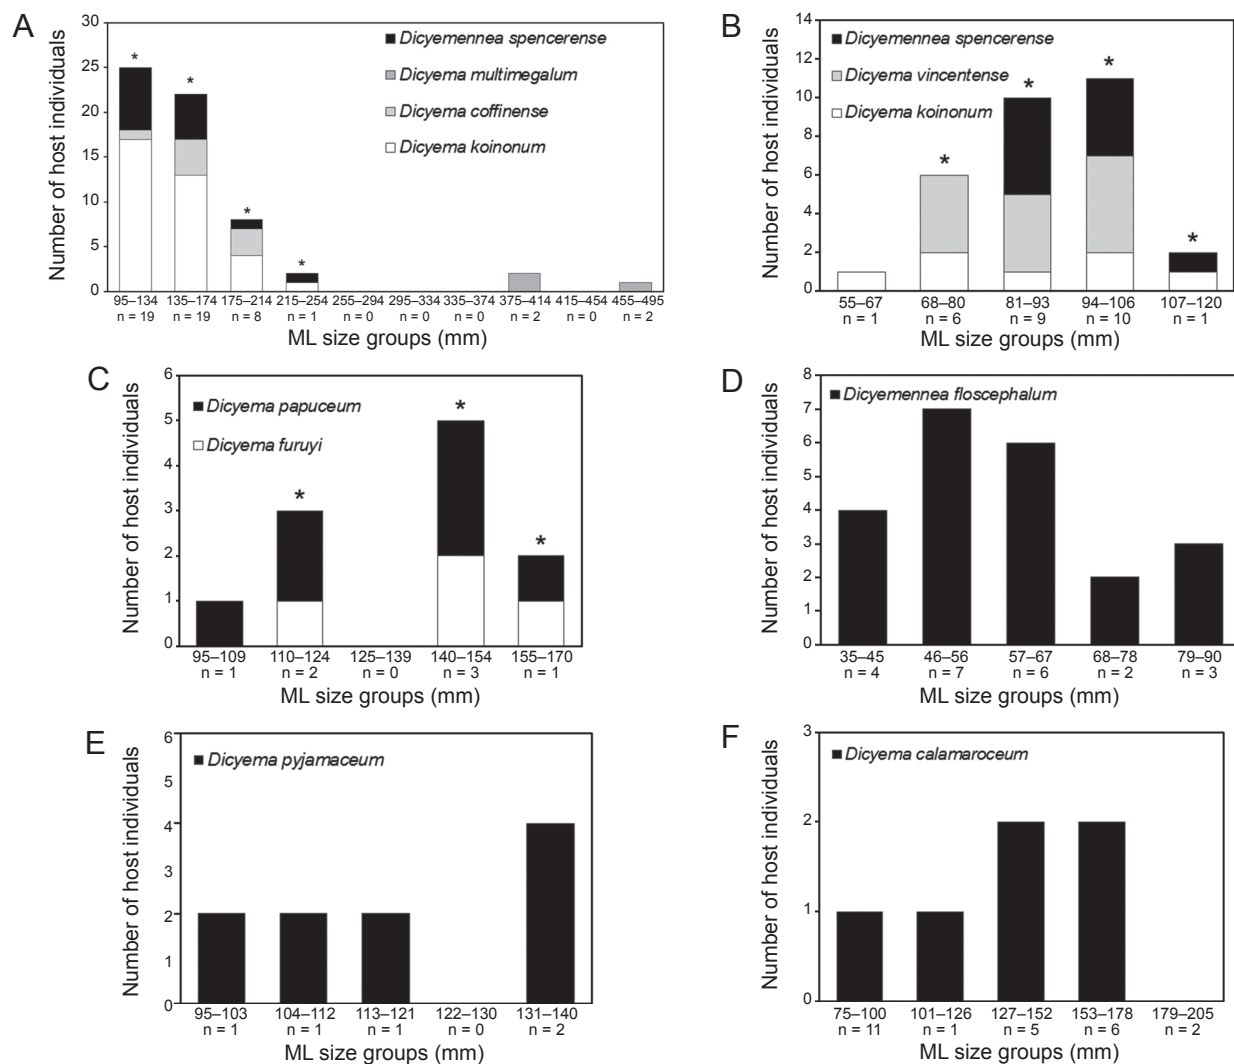 A
Number of host individuals
30
25
20
15
10
5
0
* * * *
Dicyemennea spencerense
Dicyema multimegalum
Dicyema coffinense
Dicyema koinonum
95–134 135–174 175–214 215–254 255–294 295–334 335–374 375–414 415–454 455–495
n = 19 n = 19 n = 8 n = 1 n = 0 n = 0 n = 0 n = 2 n = 0 n = 2
ML size groups (mm)
B
Number of host individuals
14
12
10
8
6
4
2
0
Dicyemennea spencerense
Dicyema vincentense
Dicyema koinonum
* * * *
55–67 68–80 81–93 94–106 107–120
n = 1 n = 6 n = 9 n = 10 n = 1
ML size groups (mm)
C
Number of host individuals
6
5
4
3
2
1
0
Dicyema papuceum
Dicyema furuyi
* * *
95–109 110–124 125–139 140–154 155–170
n = 1 n = 2 n = 0 n = 3 n = 1
ML size groups (mm)
D
Number of host individuals
8
7
6
5
4
3
2
1
0
Dicyemennea floscephalum
35–45 46–56 57–67 68–78 79–90
n = 4 n = 7 n = 6 n = 2 n = 3
ML size groups (mm)
E
Number of host individuals
6
5
4
3
2
1
0
Dicyema pyjamaceum
95–103 104–112 113–121 122–130 131–140
n = 1 n = 1 n = 1 n = 0 n = 2
ML size groups (mm)
F
Number of host individuals
3
2
1
0
Dicyema calamaroceum
75–100 101–126 127–152 153–178 179–205
n = 11 n = 1 n = 5 n = 6 n = 2
ML size groups (mm)